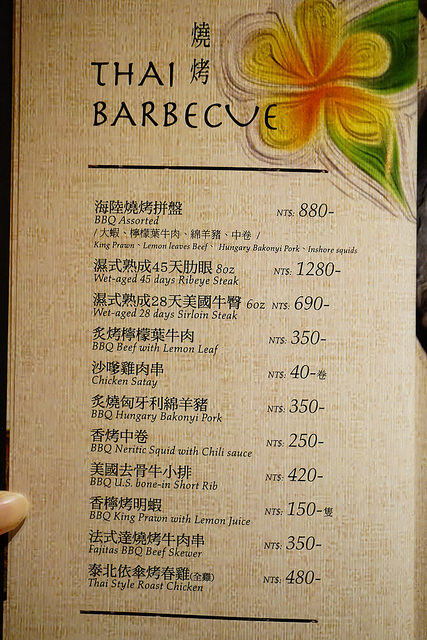 燒烤
THAI
BARBECUE
海陸燒烤拼盤 NT$: 880-
BBQ Assorted
/ 大蝦、檸檬葉牛肉、綿羊豬、中卷 /
King Prawn、Lemon leaves Beef、Hungary Bakonyi Pork、Inshore squids
濕式熟成45天肋眼 8oz NT$: 1280-
Wet-aged 45 days Ribeye Steak
濕式熟成28天美國牛臀 6oz NT$: 690-
Wet-aged 28 days Sirloin Steak
炙烤檸檬葉牛肉 NT$: 350-
BBQ Beef with Lemon Leaf
沙嗲雞肉串 NT$: 40-卷
Chicken Satay
炙燒匈牙利綿羊豬 NT$: 350-
BBQ Hungary Bakonyi Pork
香烤中卷 NT$: 250-
BBQ Neritic Squid with Chili sauce
美國去骨牛小排 NT$: 420-
BBQ U.S. bone-in Short Rib
香檸烤明蝦 NT$: 150-隻
BBQ King Prawn with Lemon Juice
法式達燒烤牛肉串 NT$: 350-
Fajitas BBQ Beef Skewer
泰北依傘烤春雞(全雞) NT$: 480-
Thai Style Roast Chicken